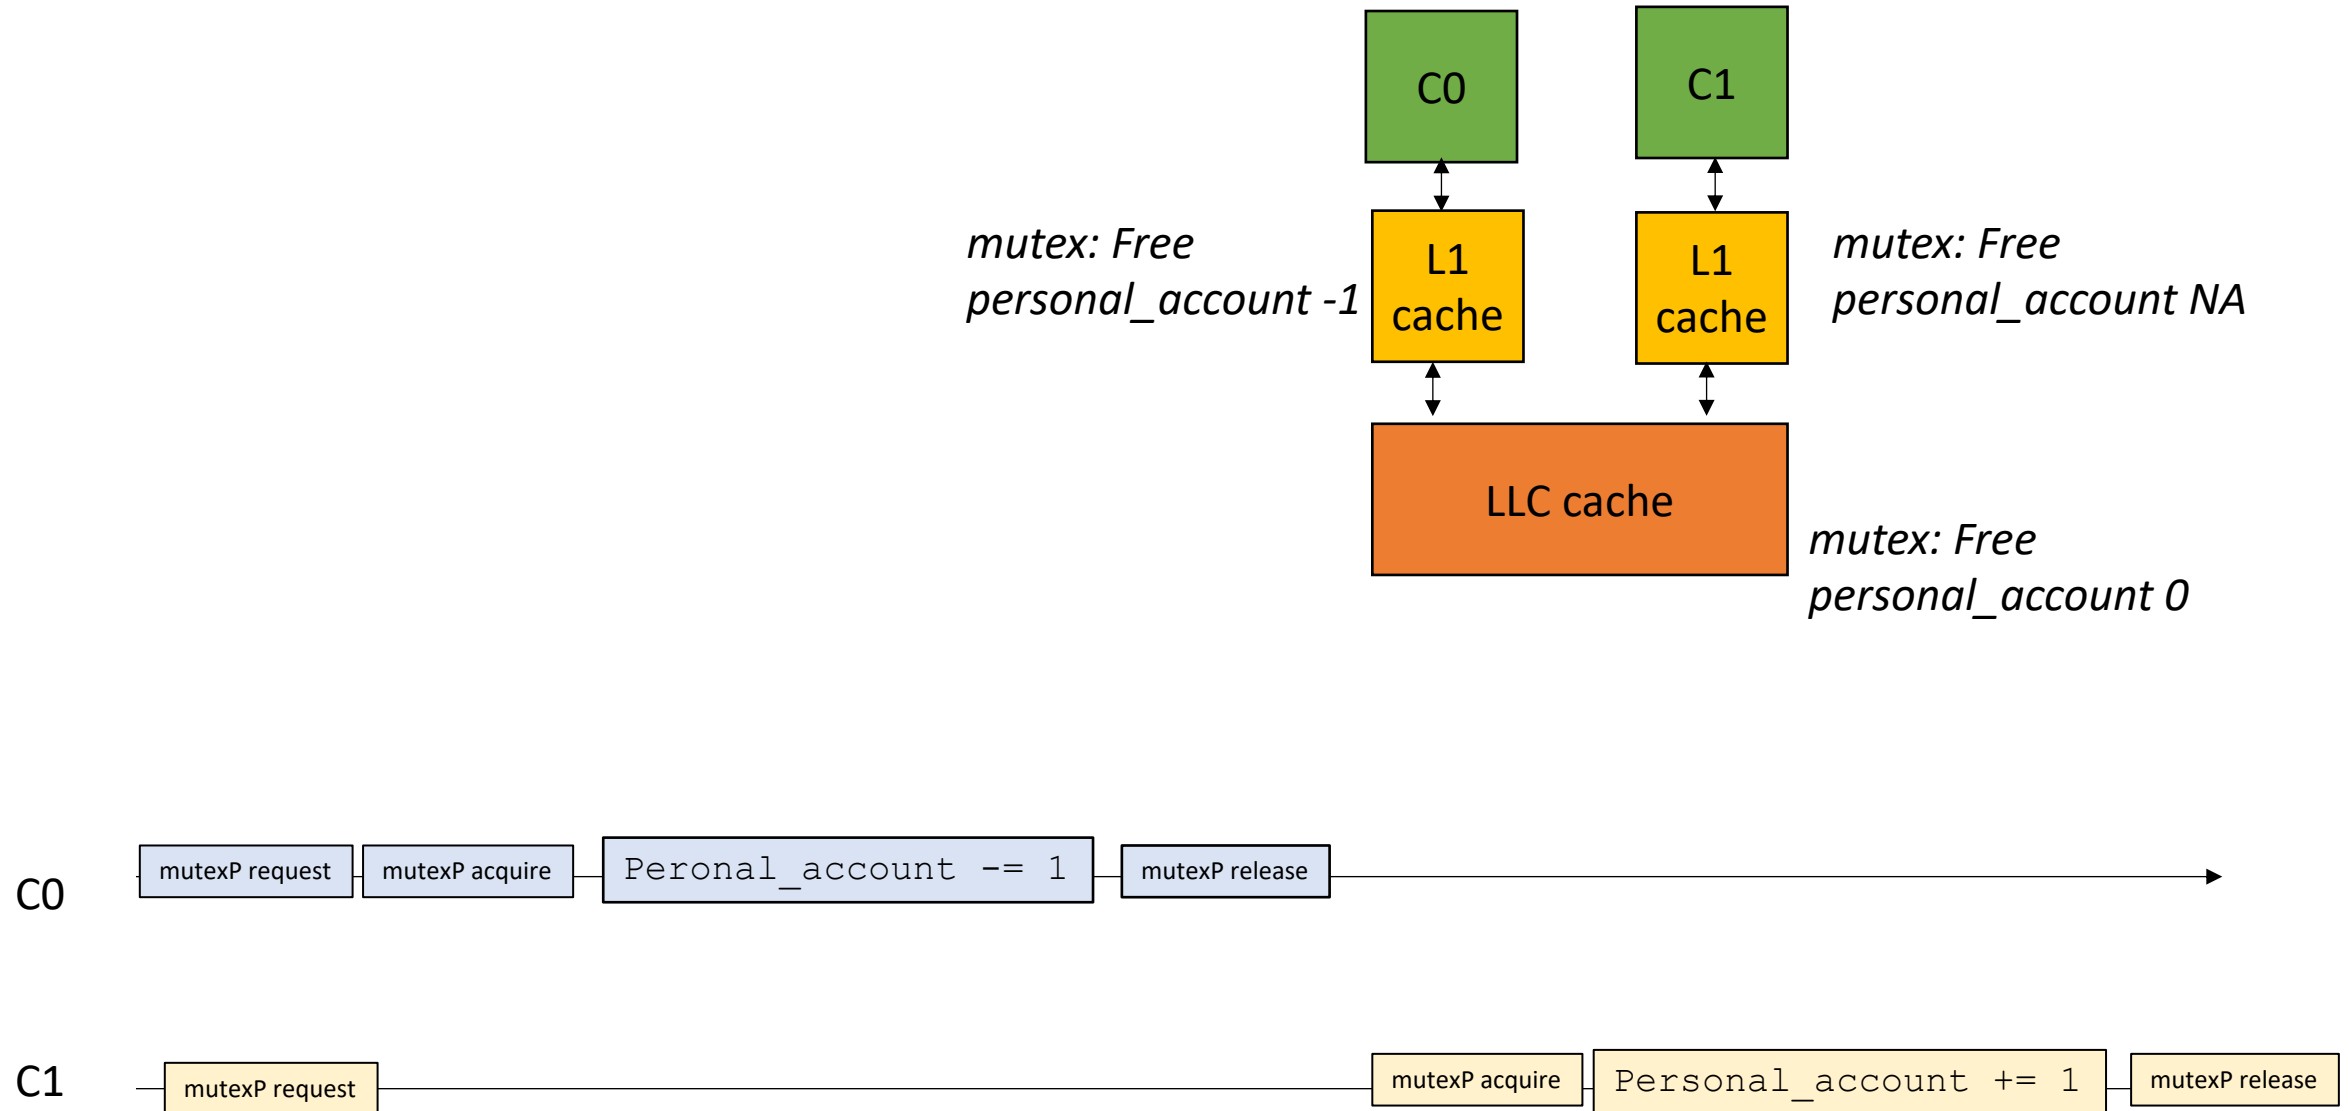 C0
C1
mutex: Free
personal_account -1
L1
cache
L1
cache
mutex: Free
personal_account NA
LLC cache
mutex: Free
personal_account 0
C0
mutexP request
mutexP acquire
Peronal_account -= 1
mutexP release
C1
mutexP request
mutexP acquire
Personal_account += 1
mutexP release